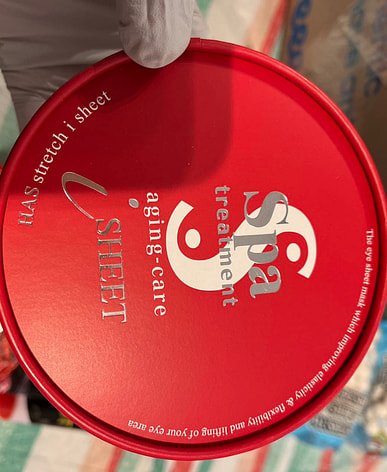 Spa
treatment
aging-care
i SHEET
HAS stretch i sheet
The eye sheet mask which improving elasticity & flexibility and lifting of your eye area